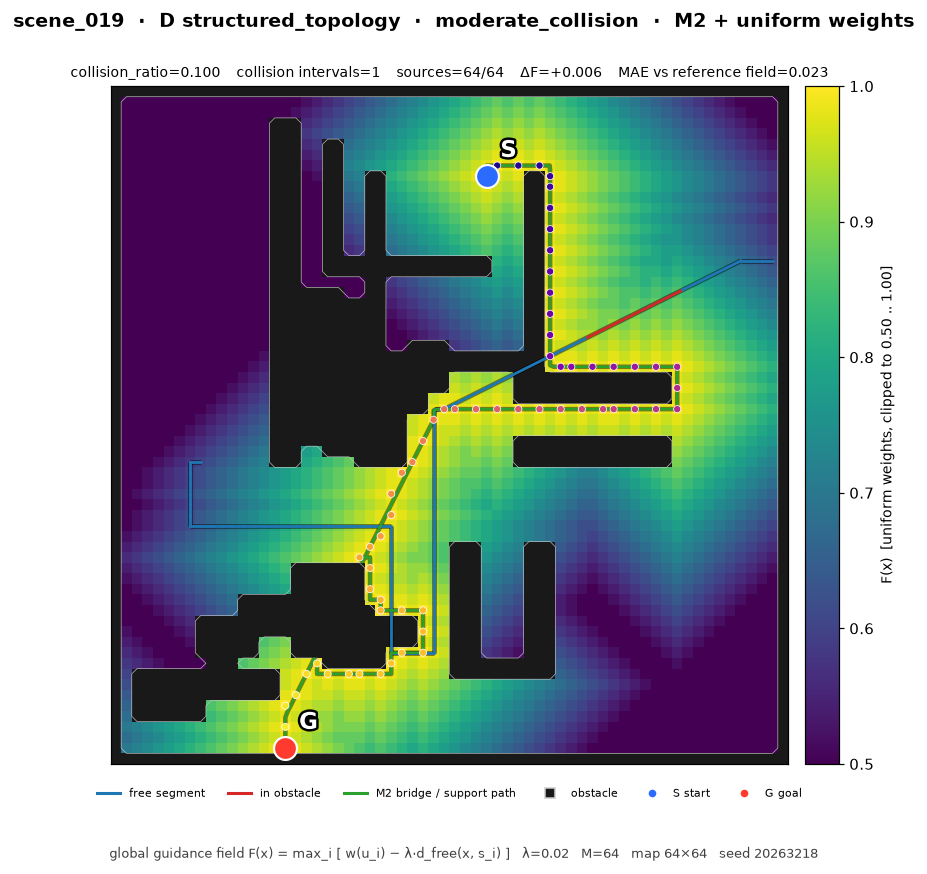 scene_019 · D structured_topology · moderate_collision · M2 + uniform weights
collision_ratio=0.100 collision intervals=1 sources=64/64 ΔF=+0.006 MAE vs reference field=0.023
S
G
1.0
0.9
0.8
0.7
0.6
0.5
F(x) [uniform weights, clipped to 0.50 .. 1.00]
free segment
in obstacle
M2 bridge / support path
obstacle
S start
G goal
global guidance field F(x) = max_i [ w(u_i) − λ·d_free(x, s_i) ] λ=0.02 M=64 map 64×64 seed 20263218